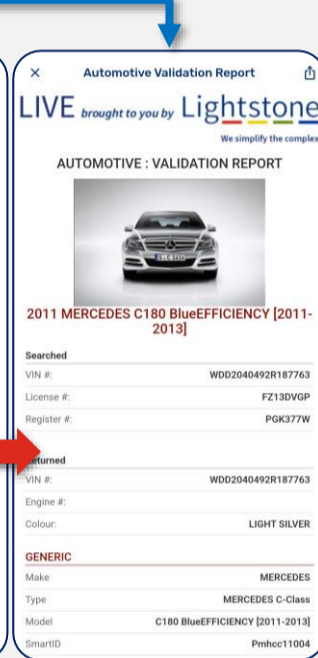 Automotive Validation Report
LIVE brought to you by Lightstone
We simplify the complex
AUTOMOTIVE : VALIDATION REPORT
2011 MERCEDES C180 BlueEFFICIENCY [2011-
2013]
Searched
VIN #: WDD2040492R187763
License #: FZ13DVGP
Register #: PGK377W
Returned
VIN #: WDD2040492R187763
Engine #:
Colour: LIGHT SILVER
GENERIC
Make MERCEDES
Type MERCEDES C-Class
Model C180 BlueEFFICIENCY [2011-2013]
SmartID Pmhcc11004